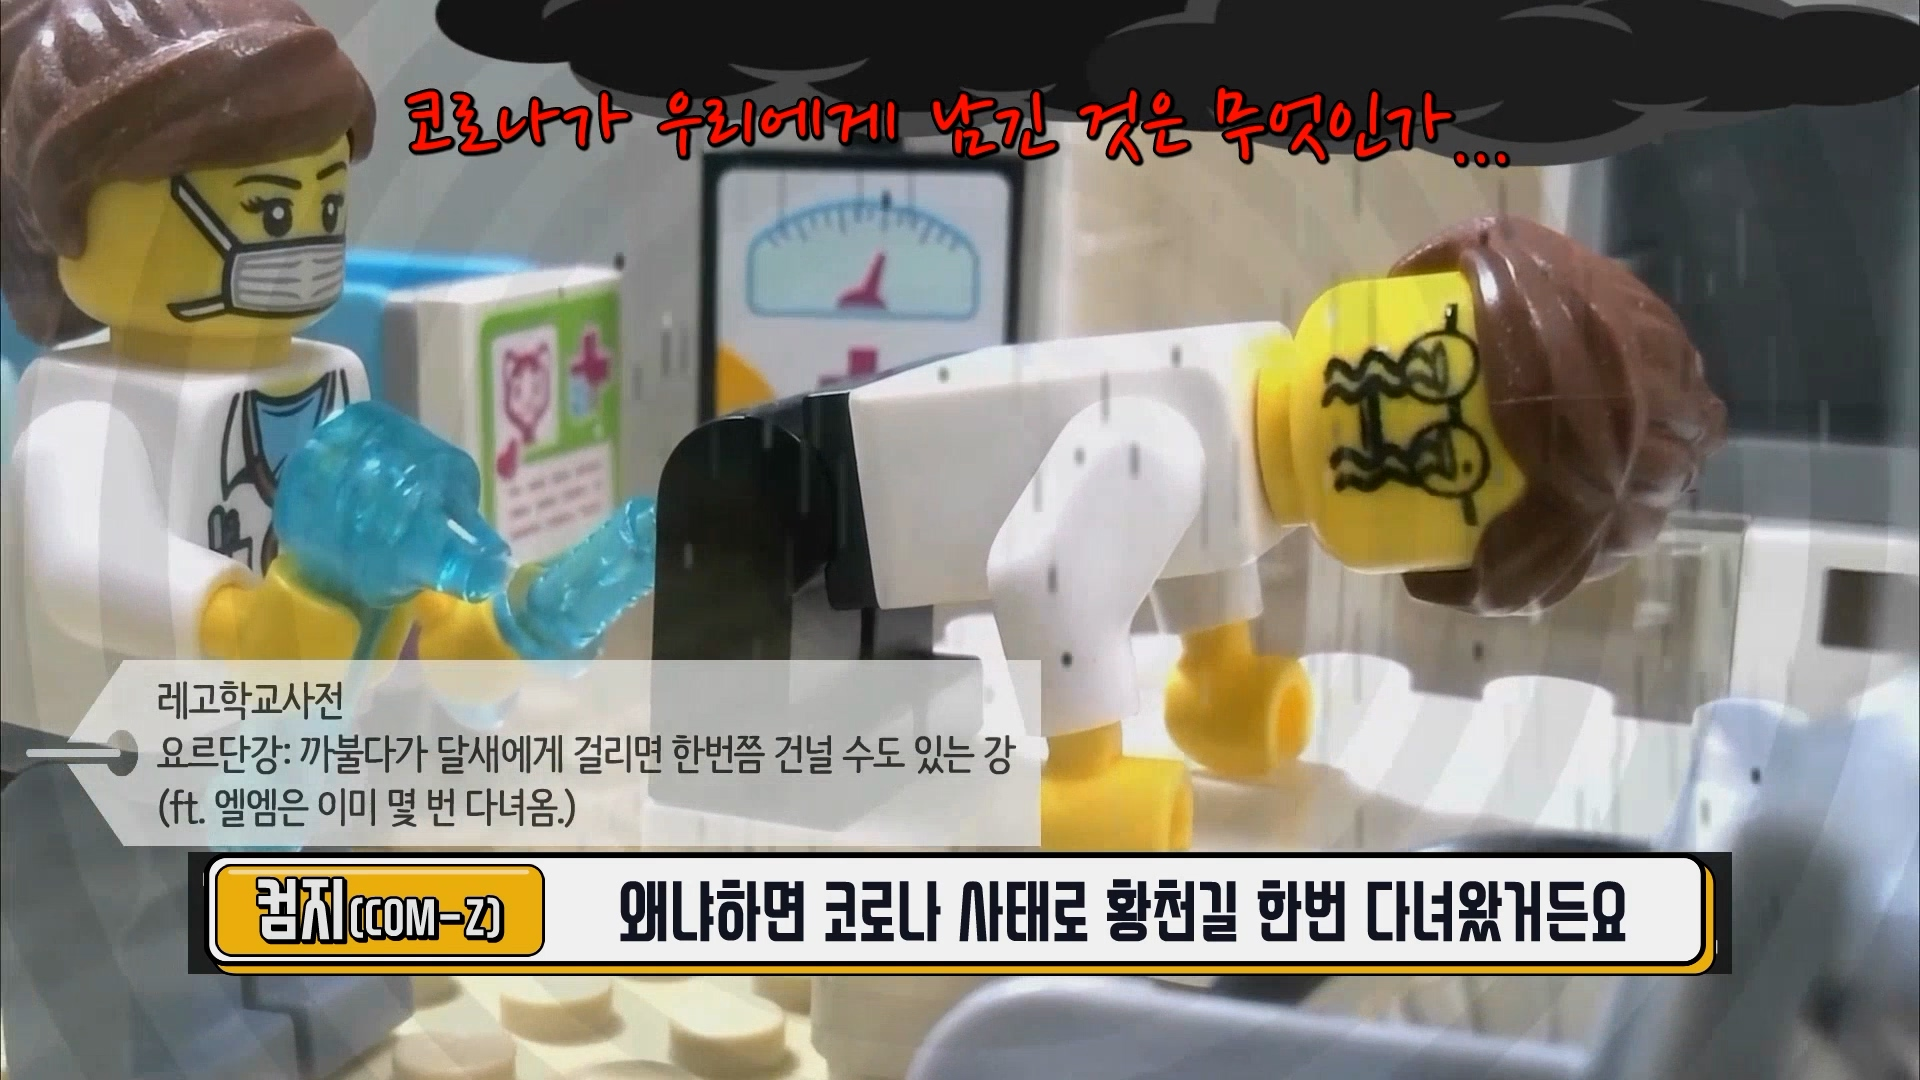 코로나가 우리에게 남긴 것은 무엇인가...
레고학교사전
요르단강: 까불다가 달새에게 걸리면 한번쯤 건널 수도 있는 강
(ft. 엘엠은 이미 몇 번 다녀옴.)
컴지(COM-Z)
왜냐하면 코로나 사태로 황천길 한번 다녀왔거든요